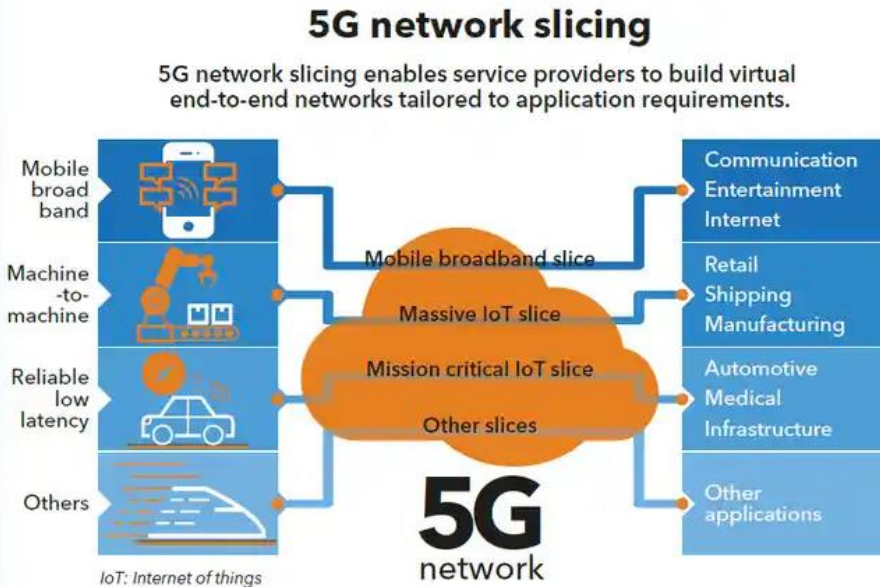 5G network slicing
5G network slicing enables service providers to build virtual
end-to-end networks tailored to application requirements.
Mobile
broad
band
Mobile broadband slice
Communication
Entertainment
Internet
Machine
-to-
machine
Massive IoT slice
Retail
Shipping
Manufacturing
Reliable
low
latency
Mission critical IoT slice
Automotive
Medical
Infrastructure
Others
Other slices
Other
applications
5G
network
IoT: Internet of things